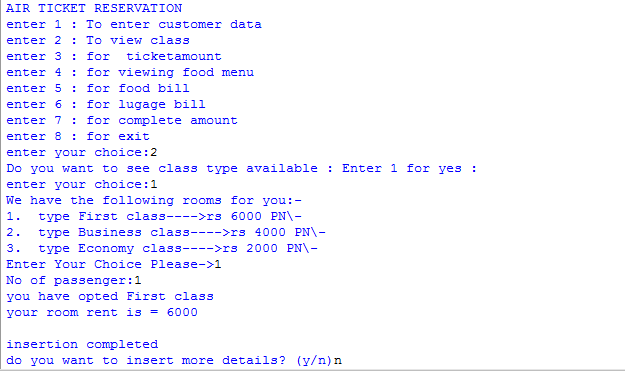 AIR TICKET RESERVATION
enter 1 : To enter customer data
enter 2 : To view class
enter 3 : for  ticketamount
enter 4 : for viewing food menu
enter 5 : for food bill
enter 6 : for lugage bill
enter 7 : for complete amount
enter 8 : for exit
enter your choice:2
Do you want to see class type available : Enter 1 for yes :
enter your choice:1
We have the following rooms for you:-
1.  type First class---->rs 6000 PN\-
2.  type Business class---->rs 4000 PN\-
3.  type Economy class---->rs 2000 PN\-
Enter Your Choice Please->1
No of passenger:1
you have opted First class
your room rent is = 6000
insertion completed
do you want to insert more details? (y/n)n